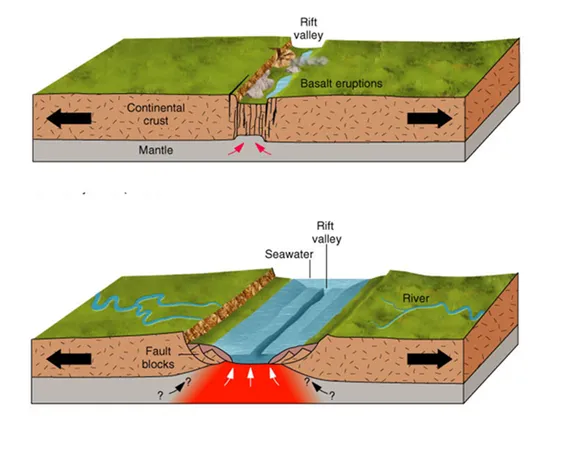 Rift
valley
Basalt eruptions
Continental
crust
Mantle
Rift
valley
Seawater
River
Fault
blocks
? ?
? ?